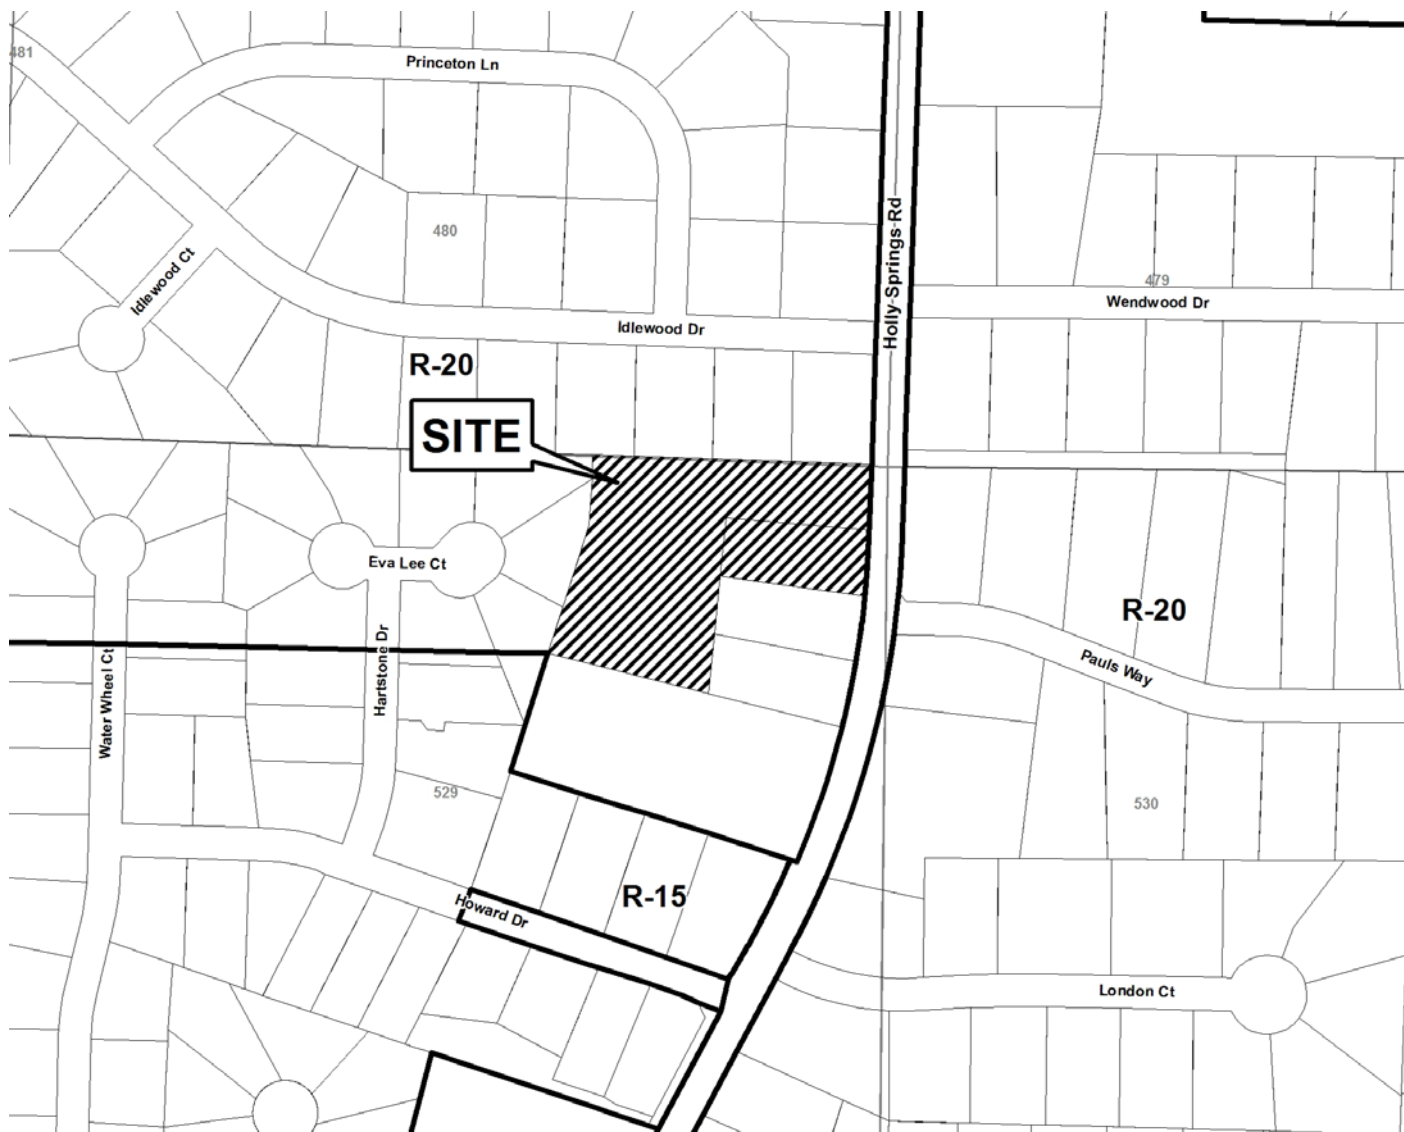 481
Princeton Ln
480
Idlewood Ct
Holly Springs Rd
479
Wendwood Dr
Idlewood Dr
R-20
SITE
Eva Lee Ct
R-20
Hartstone Dr
Water Wheel Ct
Pauls Way
529
530
R-15
Howard Dr
London Ct